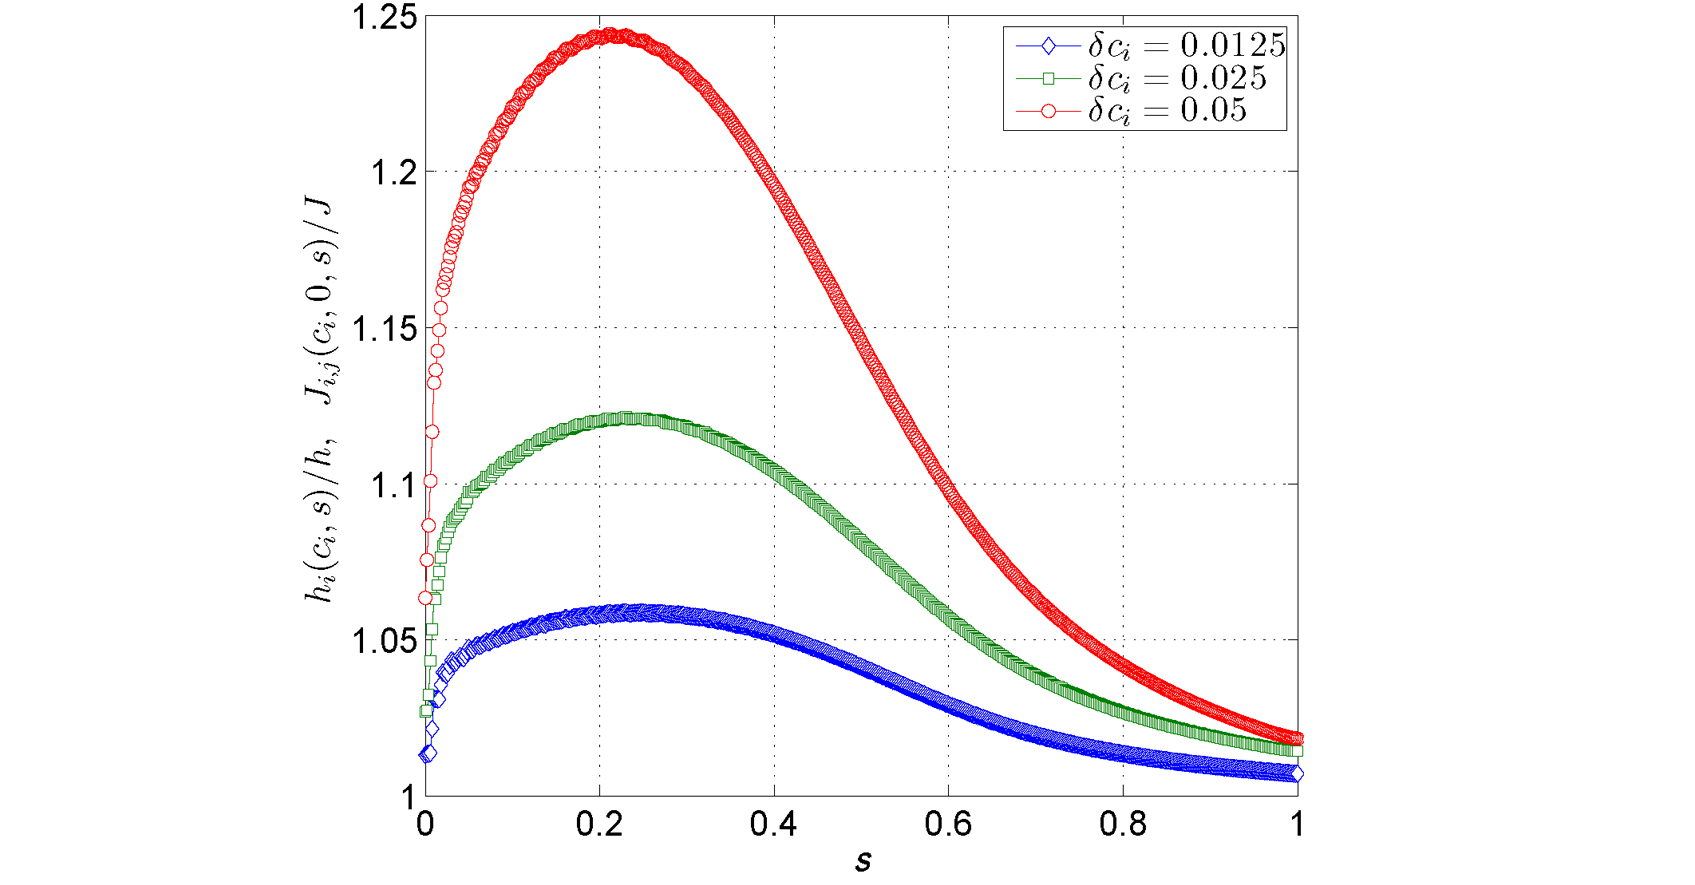 1.25
1.2
1.15
1.1
1.05
1
0 0.2 0.4 0.6 0.8 1
s
h_i(c_i, s)/h, J_{i,j}(c_i, 0, s)/J
δc_i = 0.0125
δc_i = 0.025
δc_i = 0.05